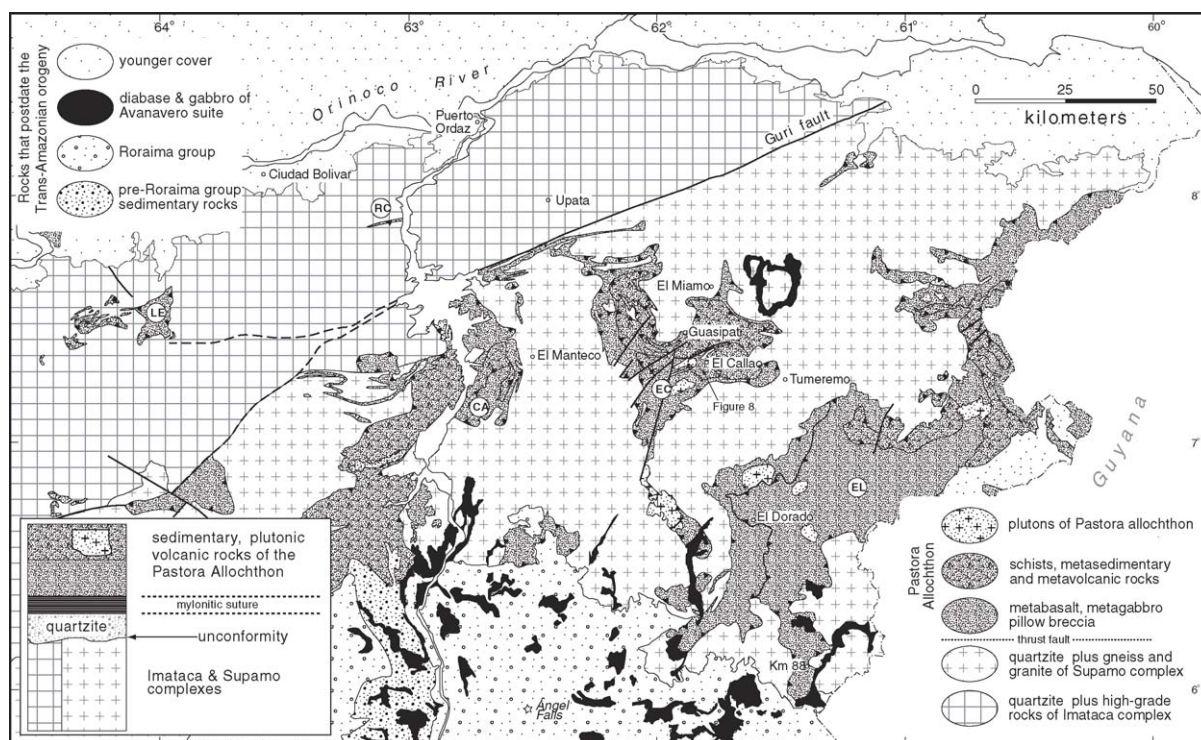 64°
63°
62°
61°
60°
Rocks that postdate the
Trans-Amazonian orogeny
younger cover
diabase & gabbro of
Avanavero suite
Roraima group
pre-Roraima group
sedimentary rocks
Orinoco River
Puerto
Ordaz
Ciudad Bolivar
RC
Upata
Guri fault
0 25 50
kilometers
8°
LE
El Miamo
Guasipati
El Callao
El Manteco
EC
Tumeremo
CA
Figure 8
7°
Guyana
EL
El Dorado
Km 88
Angel
Falls
6°
sedimentary, plutonic
volcanic rocks of the
Pastora Allochthon
mylonitic suture
quartzite
unconformity
Imataca & Supamo
complexes
Pastora
Allochthon
plutons of Pastora allochthon
schists, metasedimentary
and metavolcanic rocks
metabasalt, metagabbro
pillow breccia
thrust fault
quartzite plus gneiss and
granite of Supamo complex
quartzite plus high-grade
rocks of Imataca complex